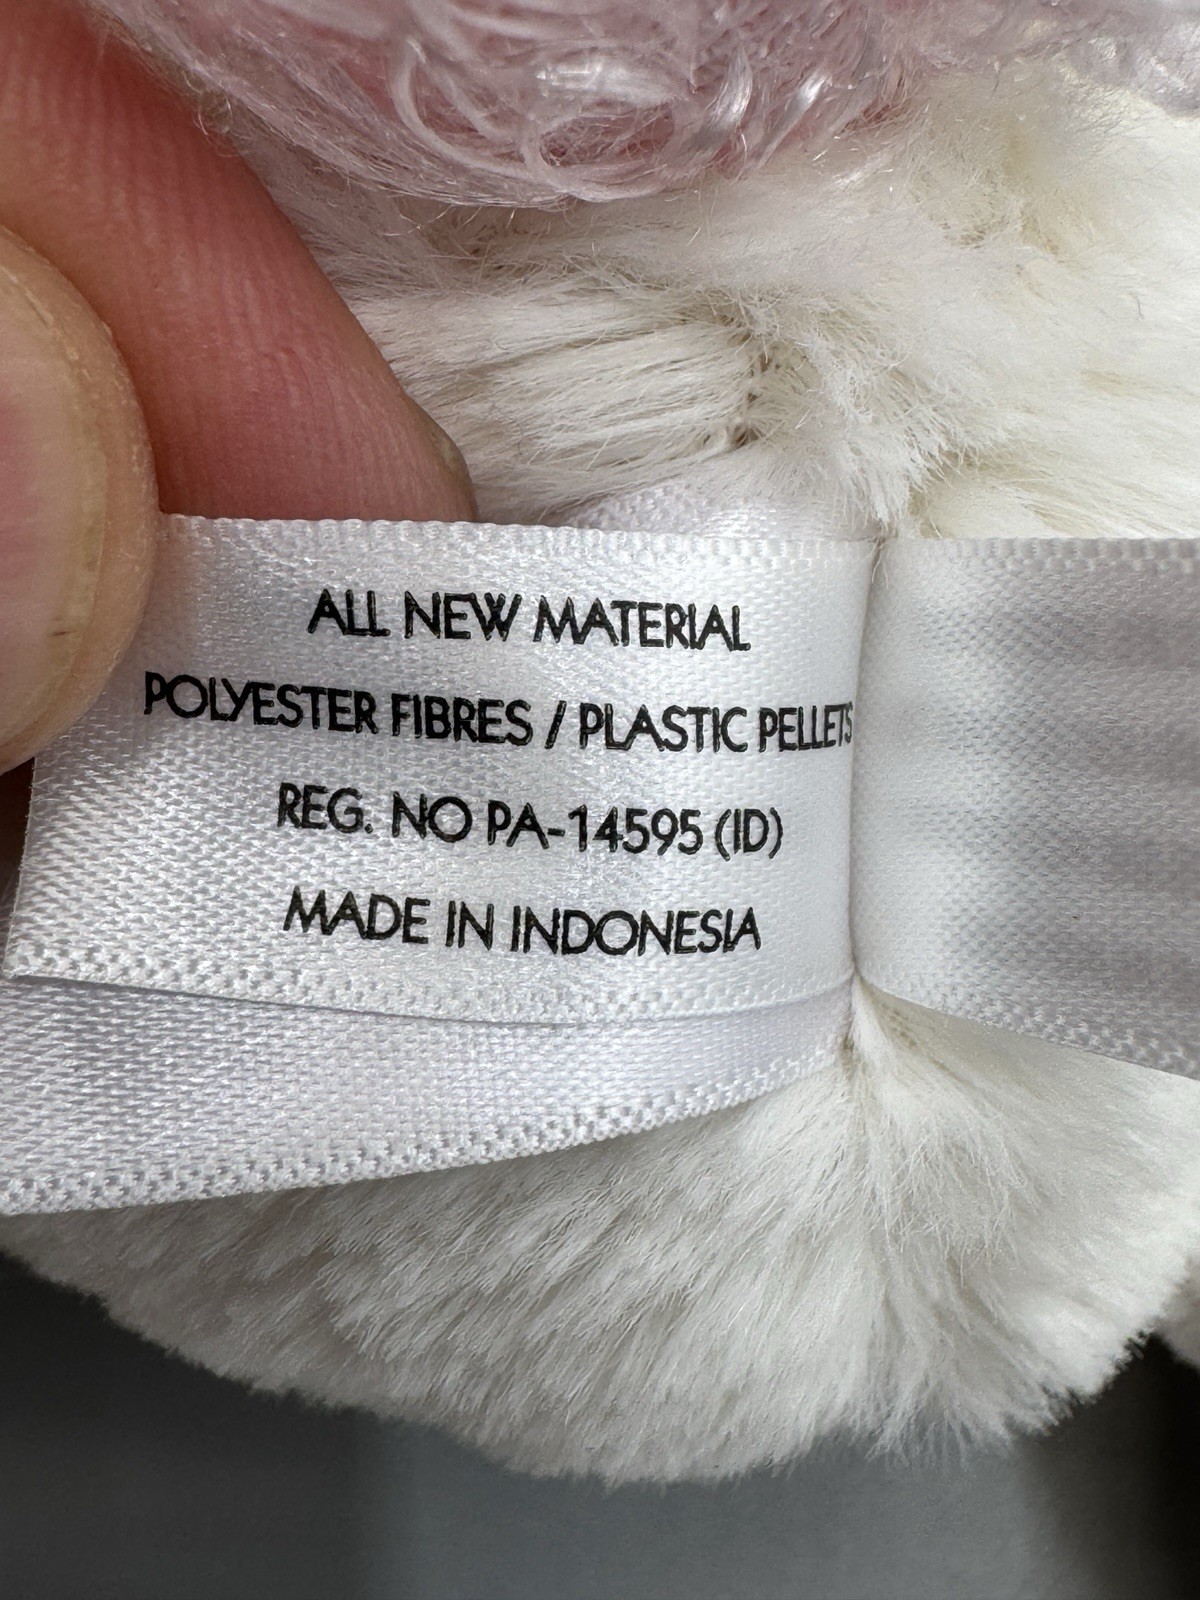 ALL NEW MATERIAL
POLYESTER FIBRES / PLASTIC PELLETS
REG. NO PA-14595 (ID)
MADE IN INDONESIA